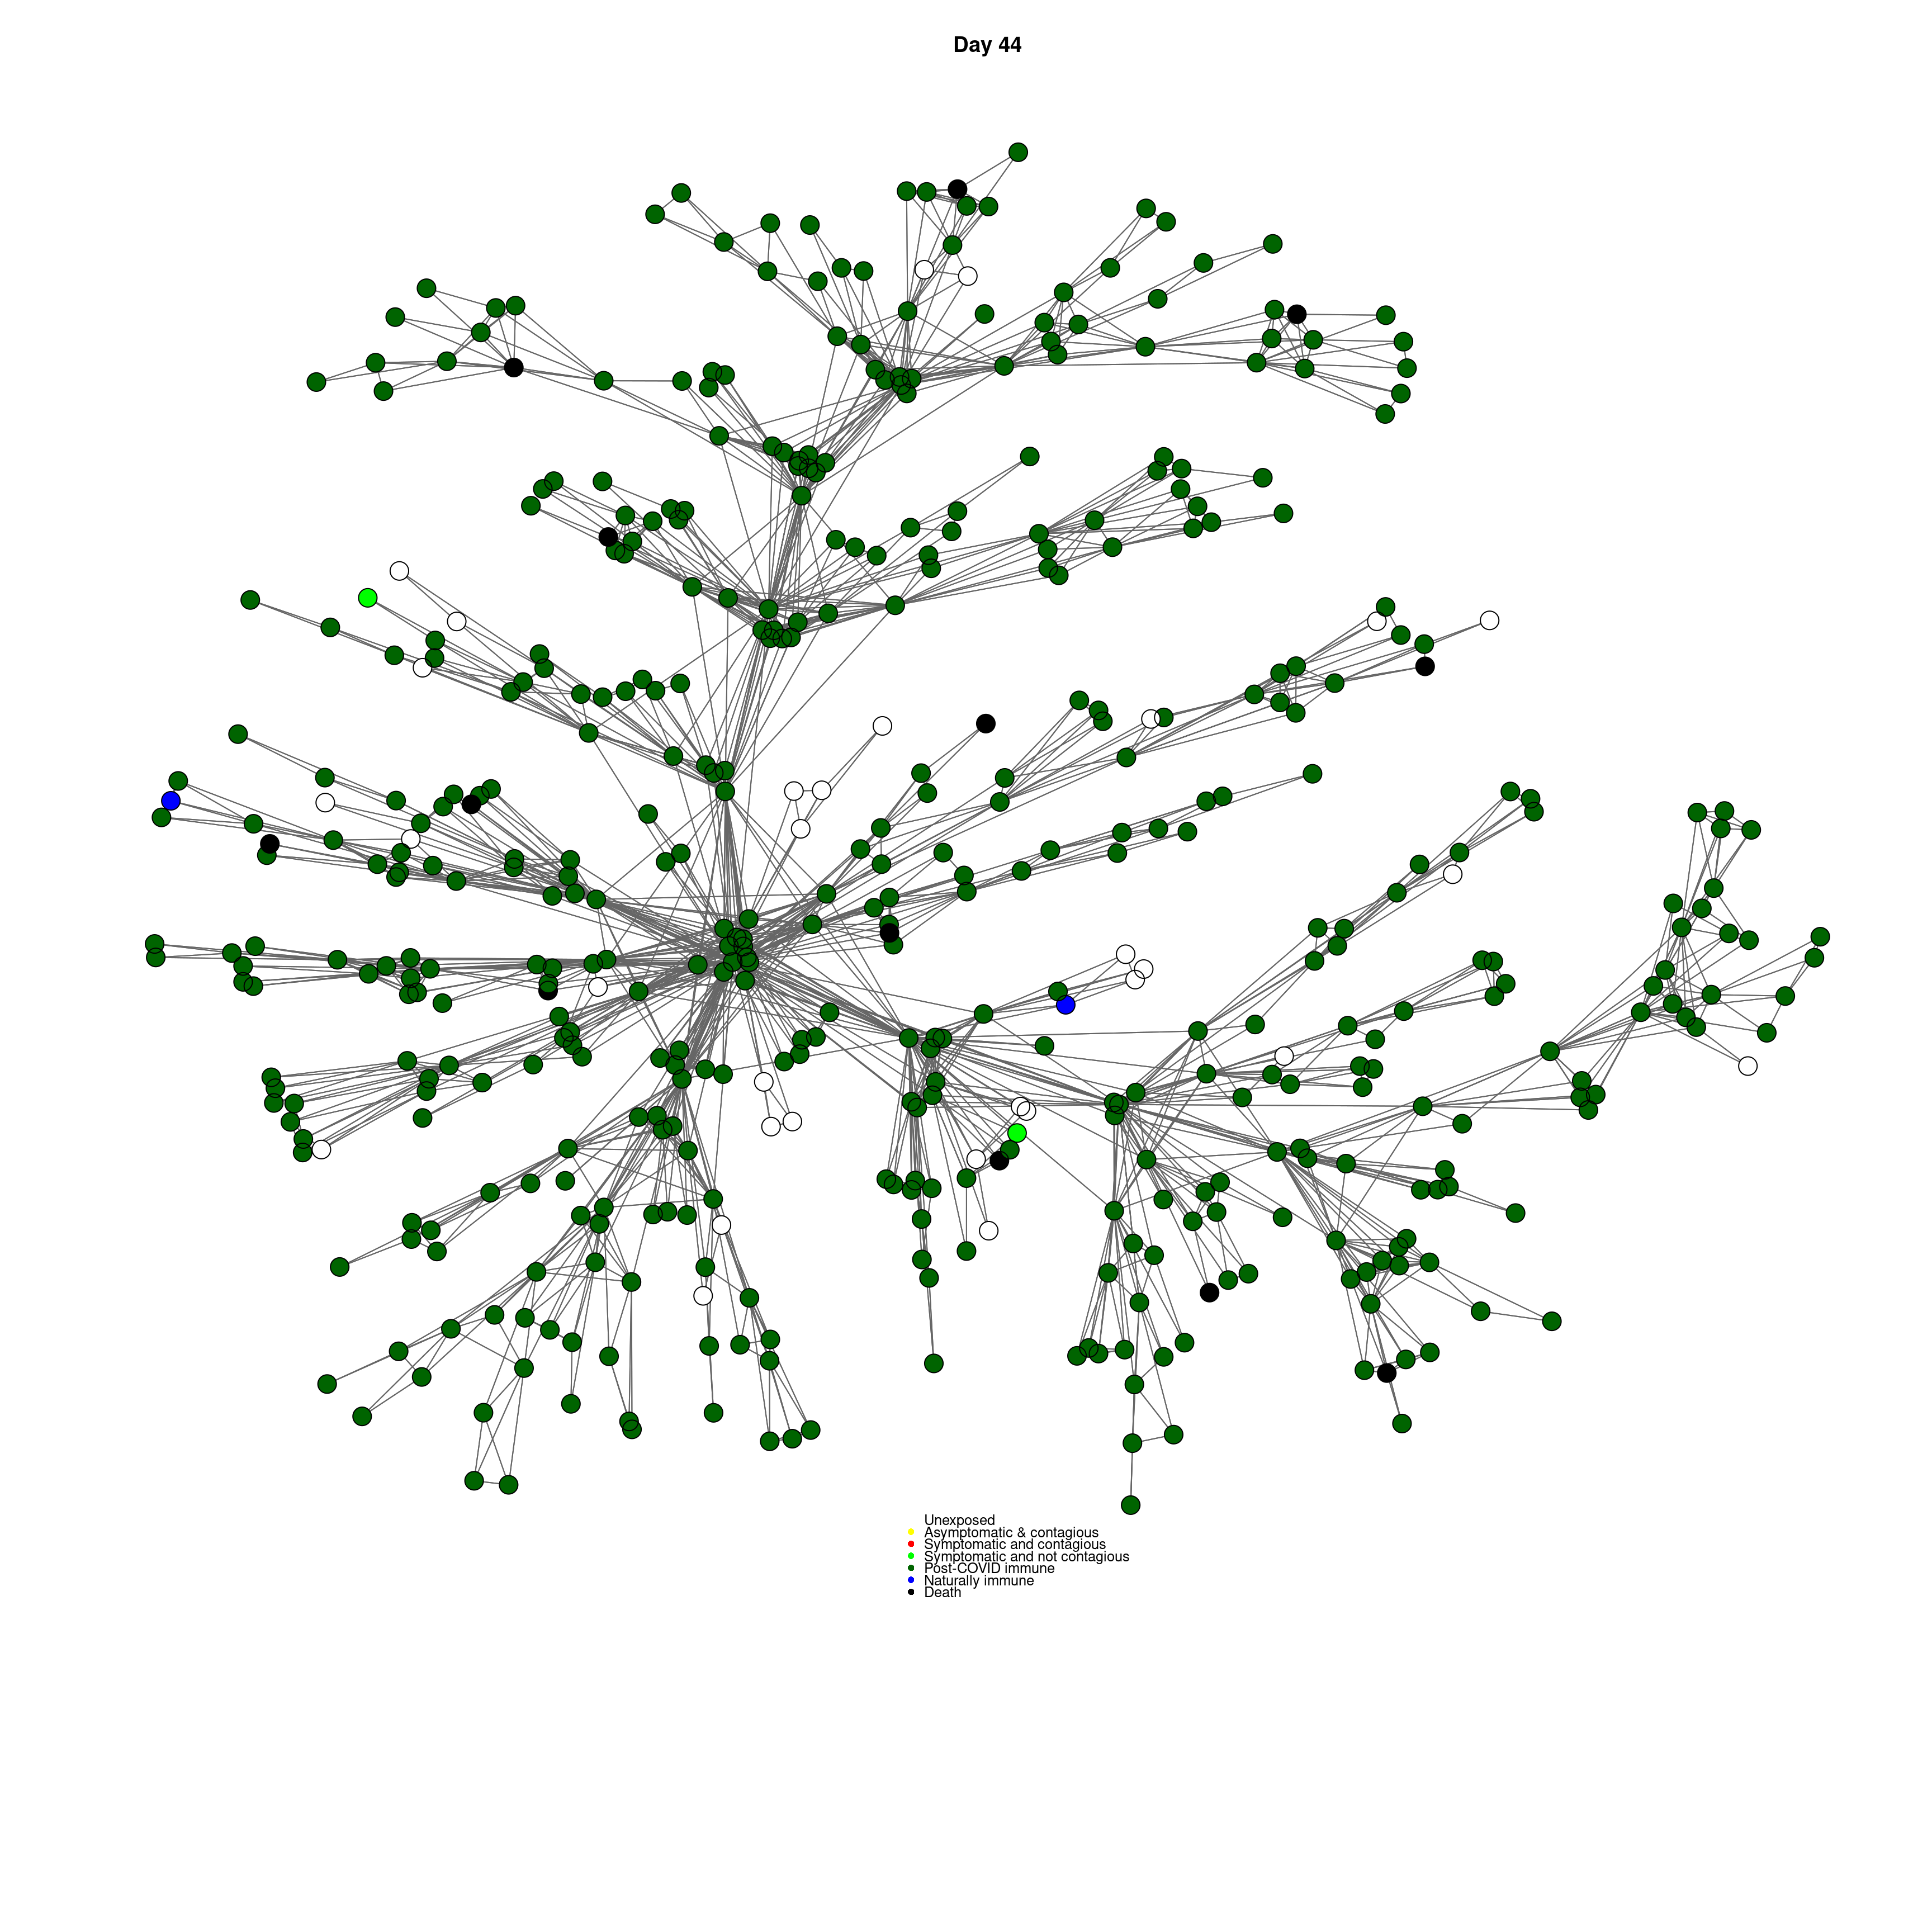 Day 44
Unexposed
Asymptomatic & contagious
Symptomatic and contagious
Symptomatic and not contagious
Post-COVID immune
Naturally immune
Death